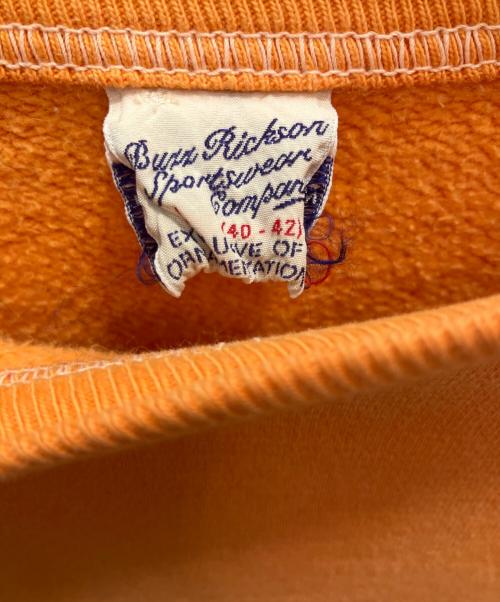 Buzz Rickson
Sportswear
Company
(40 - 42)
EXCLUSIVE OF
ORNAMENTATION